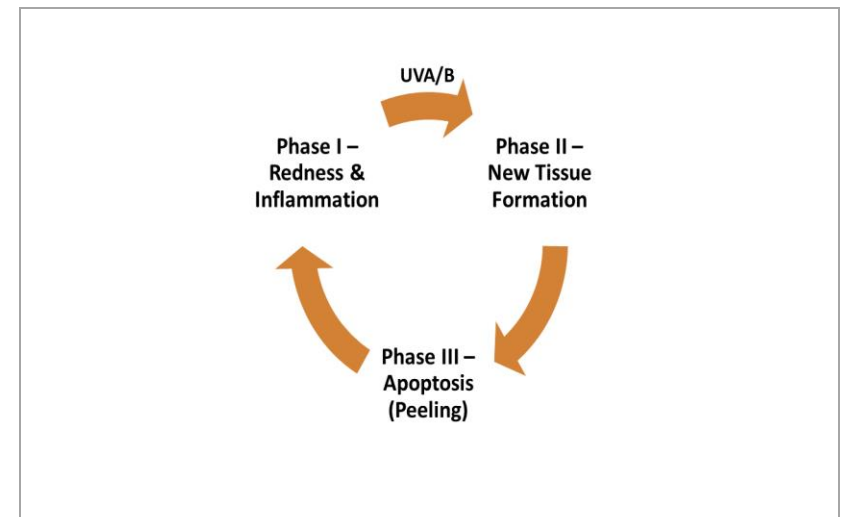 UVA/B
Phase I –
Redness &
Inflammation
Phase II –
New Tissue
Formation
Phase III –
Apoptosis
(Peeling)